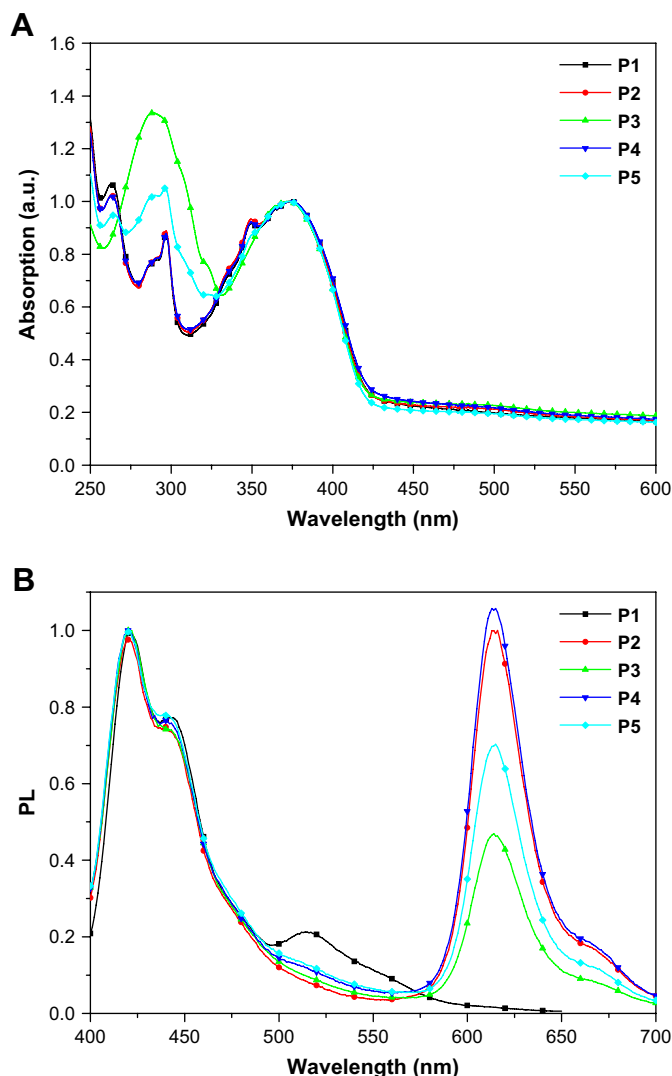 A
1.6
1.4
1.2
1.0
0.8
0.6
0.4
0.2
0.0
Absorption (a.u.)
P1
P2
P3
P4
P5
250 300 350 400 450 500 550 600
Wavelength (nm)
B
1.0
0.8
0.6
0.4
0.2
0.0
PL
P1
P2
P3
P4
P5
400 450 500 550 600 650 700
Wavelength (nm)